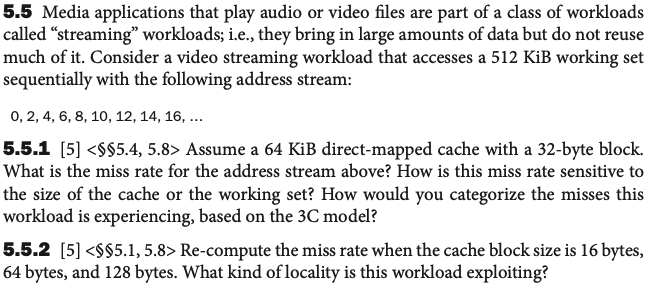 5.5 Media applications that play audio or video files are part of a class of workloads
called “streaming” workloads; i.e., they bring in large amounts of data but do not reuse
much of it. Consider a video streaming workload that accesses a 512 KiB working set
sequentially with the following address stream:
0, 2, 4, 6, 8, 10, 12, 14, 16, …
5.5.1 [5] <§§5.4, 5.8> Assume a 64 KiB direct-mapped cache with a 32-byte block.
What is the miss rate for the address stream above? How is this miss rate sensitive to
the size of the cache or the working set? How would you categorize the misses this
workload is experiencing, based on the 3C model?
5.5.2 [5] <§§5.1, 5.8> Re-compute the miss rate when the cache block size is 16 bytes,
64 bytes, and 128 bytes. What kind of locality is this workload exploiting?